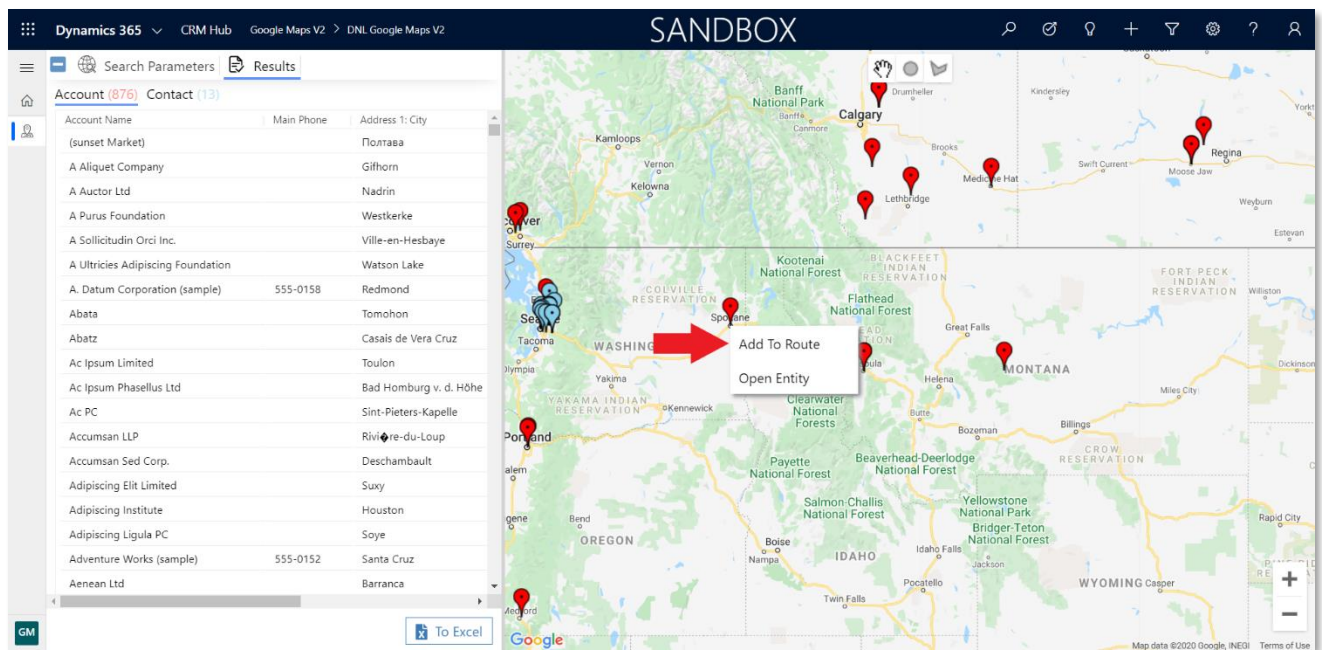 Dynamics 365 CRM Hub Google Maps V2 > DNL Google Maps V2 SANDBOX
Search Parameters Results
Account (876) Contact (13)
Account Name Main Phone Address 1: City
(sunset Market) Полтава
A Aliquet Company Gifhorn
A Auctor Ltd Nadrin
A Purus Foundation Westkerke
A Sollicitudin Orci Inc. Ville-en-Hesbaye
A Ultricies Adipiscing Foundation Watson Lake
A. Datum Corporation (sample) 555-0158 Redmond
Abata Tomohon
Abatz Casais de Vera Cruz
Ac Ipsum Limited Toulon
Ac Ipsum Phasellus Ltd Bad Homburg v. d. Höhe
Ac PC Sint-Pieters-Kapelle
Accumsan LLP Rivi�re-du-Loup
Accumsan Sed Corp. Deschambault
Adipiscing Elit Limited Suxy
Adipiscing Institute Houston
Adipiscing Ligula PC Soye
Adventure Works (sample) 555-0152 Santa Cruz
Aenean Ltd Barranca
GM
To Excel
Banff
National Park
Banff
Canmore
Calgary
Drumheller
Kindersley
York
Kamloops
Vernon
Kelowna
Brooks
Medicine Hat
Lethbridge
Swift Current
Moose Jaw
Regina
Weyburn
Estevan
Surrey
Kootenai
National Forest
BLACKFEET
INDIAN
RESERVATION
FORT PECK
INDIAN
RESERVATION
Williston
COLVILLE
RESERVATION
Spokane
Flathead
National Forest
Great Falls
Tacoma
WASHING
Add To Route
Open Entity
Helena
MONTANA
Dickinson
Miles City
Yakima
YAKAMA INDIAN
RESERVATION
Kennewick
Clearwater
National
Forests
Butte
Bozeman
Billings
CROW
RESERVATION
Portland
Payette
National Forest
Beaverhead-Deerlodge
National Forest
Salmon-Challis
National Forest
Yellowstone
National Park
Bridger-Teton
National Forest
Rapid City
Bend
OREGON
Boise
Nampa
IDAHO
Idaho Falls
Jackson
Pocatello
Twin Falls
WYOMING
Casper
Medford
Google
Map data ©2020 Google, INEGI Terms of Use